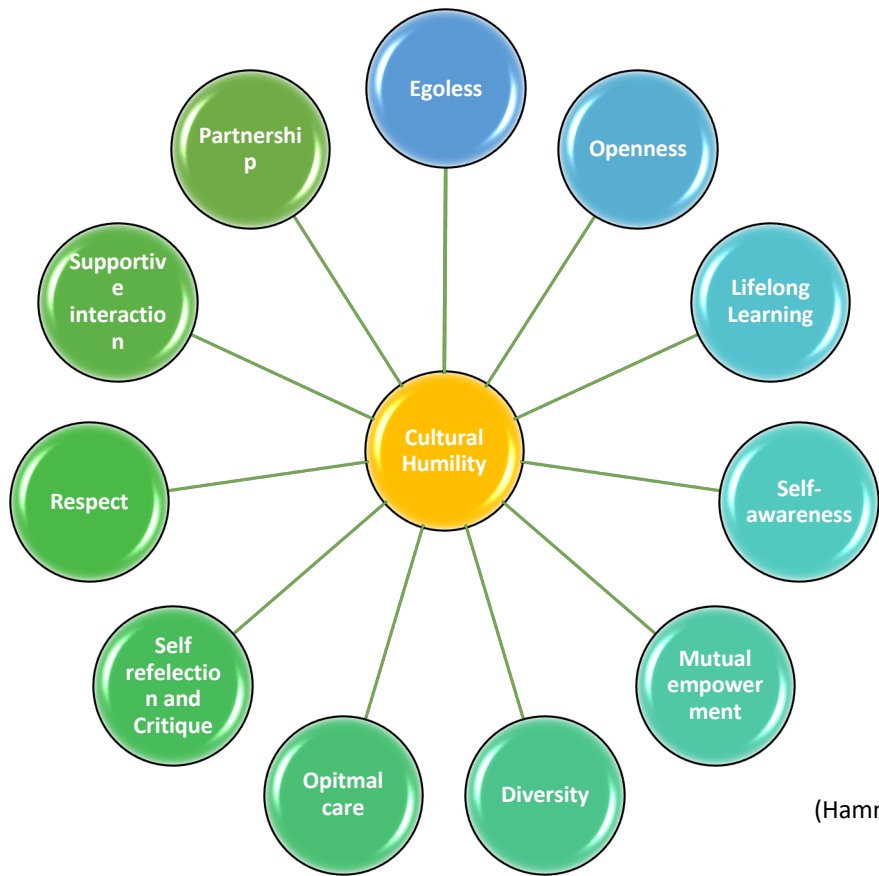 Egoless
Openness
Lifelong
Learning
Self-
awareness
Mutual
empower
ment
Diversity
Opitmal
care
Self
refelectio
n and
Critique
Respect
Supportiv
e
interactio
n
Partnershi
p
Cultural
Humility
(Hamm